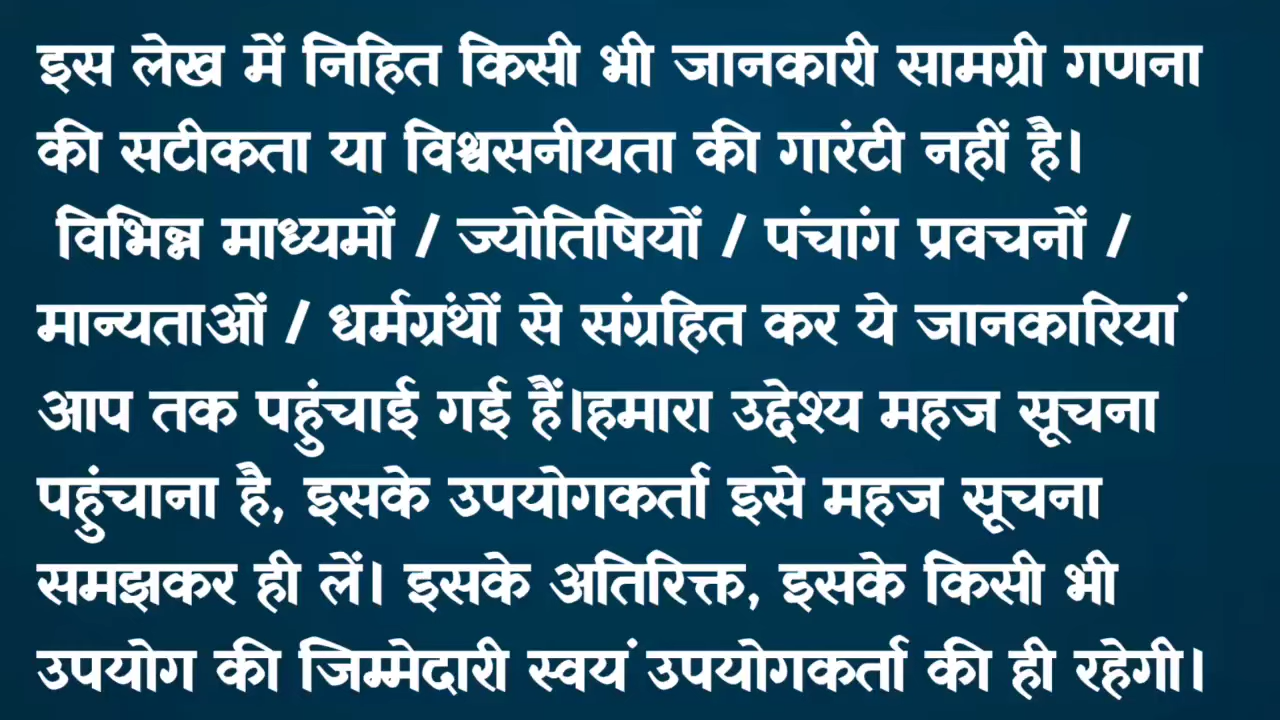 इस लेख में निहित किसी भी जानकारी सामग्री गणना
की सटीकता या विश्वसनीयता की गारंटी नहीं है।
विभिन्न माध्यमों / ज्योतिषियों / पंचांग प्रवचनों /
मान्यताओं / धर्मग्रंथों से संग्रहित कर ये जानकारियां
आप तक पहुंचाई गई हैं।हमारा उद्देश्य महज सूचना
पहुंचाना है, इसके उपयोगकर्ता इसे महज सूचना
समझकर ही लें। इसके अतिरिक्त, इसके किसी भी
उपयोग की जिम्मेदारी स्वयं उपयोगकर्ता की ही रहेगी।